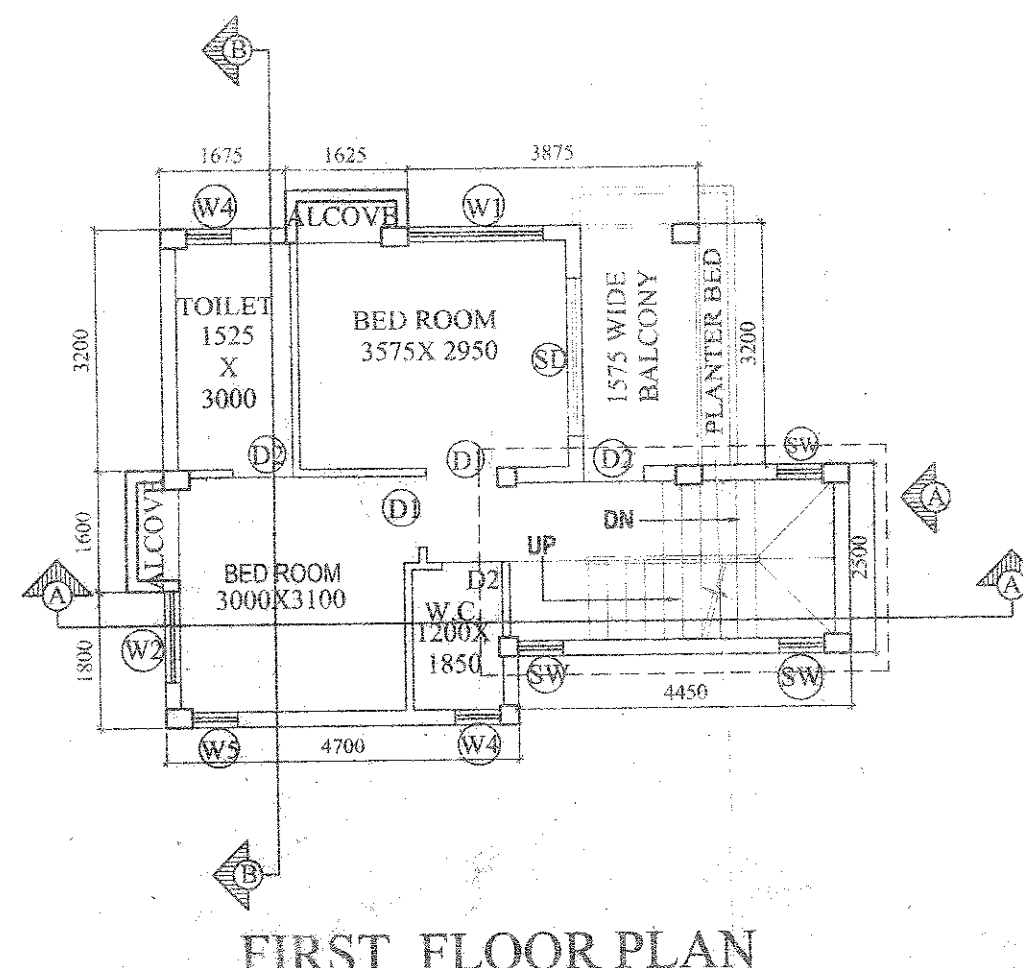 B
1675
1625
3875
W4
ALCOVE
W1
TOILET
1525
X
3000
BED ROOM
3575X 2950
SD
1575 WIDE
BALCONY
PLANTER BED
3200
3200
D2
D1
D2
SW
ALCOVE
1600
D1
DN
UP
A
2500
A
A
BED ROOM
3000X3100
D2
W.C.
1200X
1850
W2
1800
SW
SW
4450
W5
4700
W4
B
FIRST FLOOR PLAN